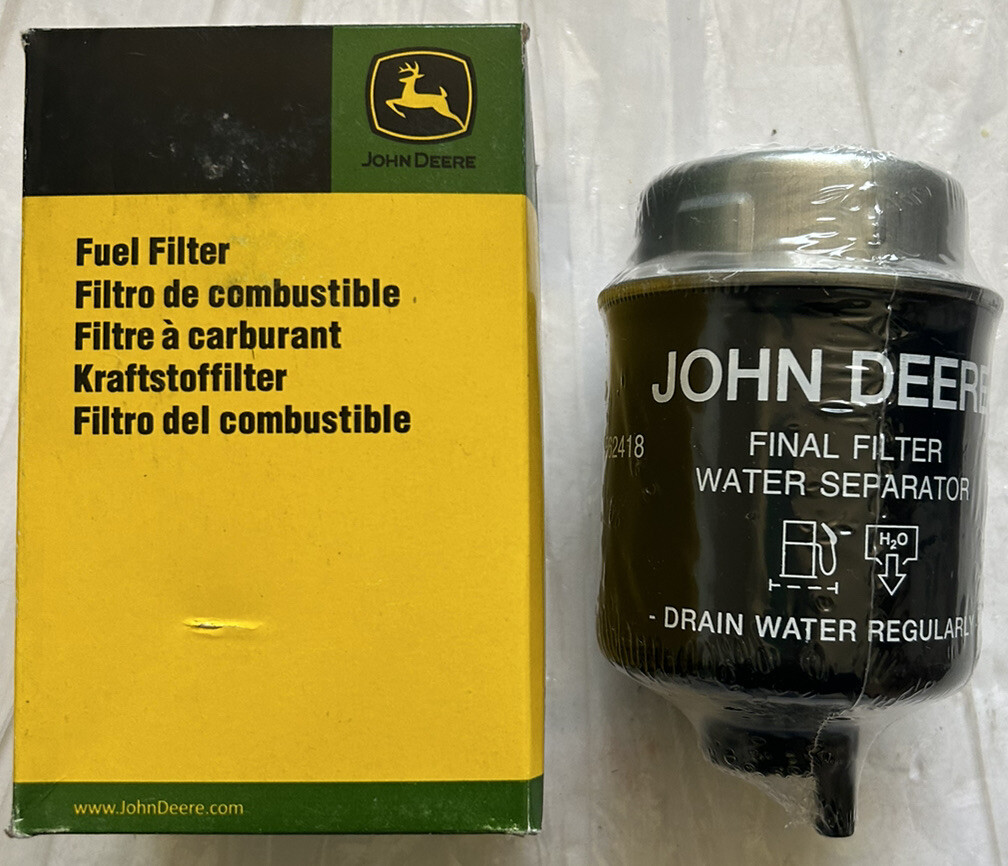 JOHN DEERE
Fuel Filter
Filtro de combustible
Filtre à carburant
Kraftstoffilter
Filtro del combustible
www.JohnDeere.com
JOHN DEERE
FINAL FILTER
WATER SEPARATOR
H₂O
- DRAIN WATER REGULARLY